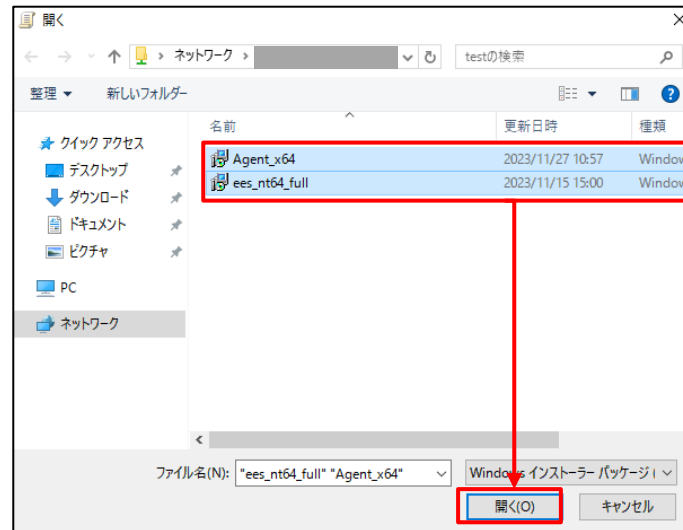 開く
ネットワーク
testの検索
整理 新しいフォルダー
名前 更新日時 種類
クイック アクセス
デスクトップ
ダウンロード
ドキュメント
ピクチャ
PC
ネットワーク
Agent_x64 2023/11/27 10:57 Window
ees_nt64_full 2023/11/15 15:00 Window
ファイル名(N): "ees_nt64_full" "Agent_x64"
Windows インストーラー パッケージ (
開く(O) キャンセル